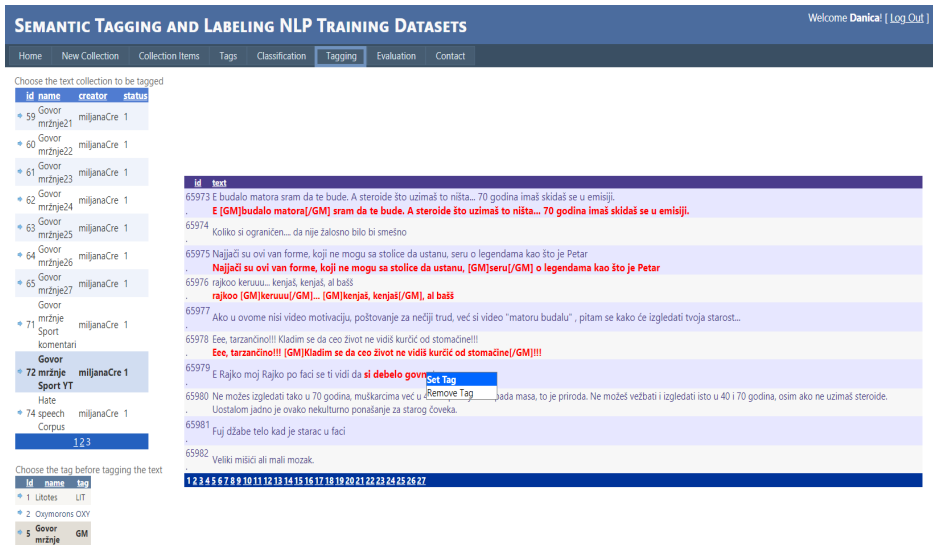 SEMANTIC TAGGING AND LABELING NLP TRAINING DATASETS
Welcome Danica! [ Log Out ]
Home New Collection Collection Items Tags Classification Tagging Evaluation Contact
Choose the text collection to be tagged
id name creator status
59 Govor mržnje21 miljanaCre 1
60 Govor mržnje22 miljanaCre 1
61 Govor mržnje23 miljanaCre 1
62 Govor mržnje24 miljanaCre 1
63 Govor mržnje25 miljanaCre 1
64 Govor mržnje26 miljanaCre 1
65 Govor mržnje27 miljanaCre 1
71 Govor mržnje Sport komentari miljanaCre 1
72 Govor mržnje Sport YT miljanaCre 1
74 Hate speech Corpus miljanaCre 1
1 2 3
Choose the tag before tagging the text
Id name tag
1 Litotes LIT
2 Oxymorons OXY
5 Govor mržnje GM
id text
65973 E budalo matora sram da te bude. A steroide što uzimaš to ništa... 70 godina imaš skidaš se u emisiji.
. E [GM]budalo matora[/GM] sram da te bude. A steroide što uzimaš to ništa... 70 godina imaš skidaš se u emisiji.
65974 Koliko si ograničen.... da nije žalosno bilo bi smešno
.
65975 Najjači su ovi van forme, koji ne mogu sa stolice da ustanu, seru o legendama kao što je Petar
. Najjači su ovi van forme, koji ne mogu sa stolice da ustanu, [GM]seru[/GM] o legendama kao što je Petar
65976 rajkoo keruuu... kenjaš, kenjaš, al bašš
. rajkoo [GM]keruuu[/GM]... [GM]kenjaš, kenjaš[/GM], al bašš
65977 Ako u ovome nisi video motivaciju, poštovanje za nečiji trud, već si video "matoru budalu" , pitam se kako će izgledati tvoja starost...
.
65978 Eee, tarzančino!!! Kladim se da ceo život ne vidiš kurčić od stomačine!!!
. Eee, tarzančino!!! [GM]Kladim se da ceo život ne vidiš kurčić od stomačine[/GM]!!!
65979 E Rajko moj Rajko po faci se ti vidi da si debelo govn
.
Set Tag
Remove Tag
65980 Ne možes izgledati tako u 70 godina, muškarcima već u pada masa, to je priroda. Ne možeš vežbati i izgledati isto u 40 i 70 godina, osim ako ne uzimaš steroide.
. Uostalom jadno je ovako nekulturno ponašanje za starog čoveka.
65981 Fuj džabe telo kad je starac u faci
.
65982 Veliki mišići ali mali mozak.
.
1 2 3 4 5 6 7 8 9 10 11 12 13 14 15 16 17 18 19 20 21 22 23 24 25 26 27